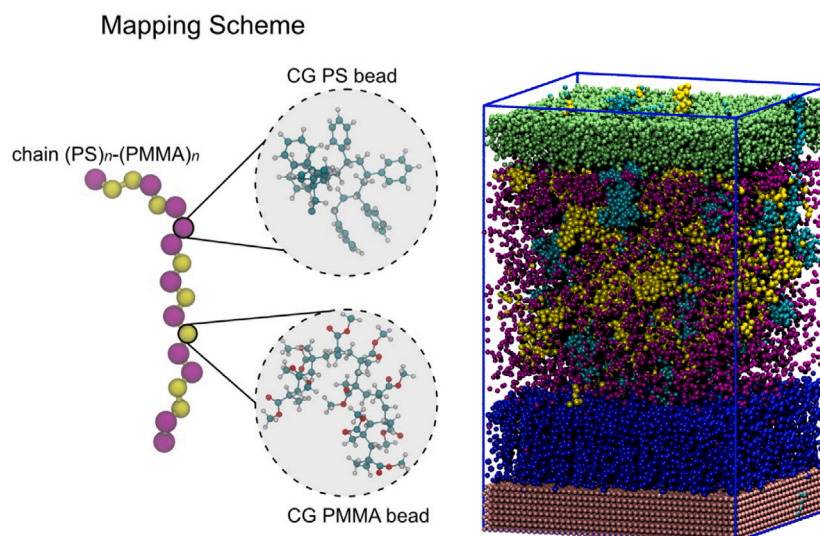 Mapping Scheme
CG PS bead
chain (PS)n-(PMMA)n
CG PMMA bead